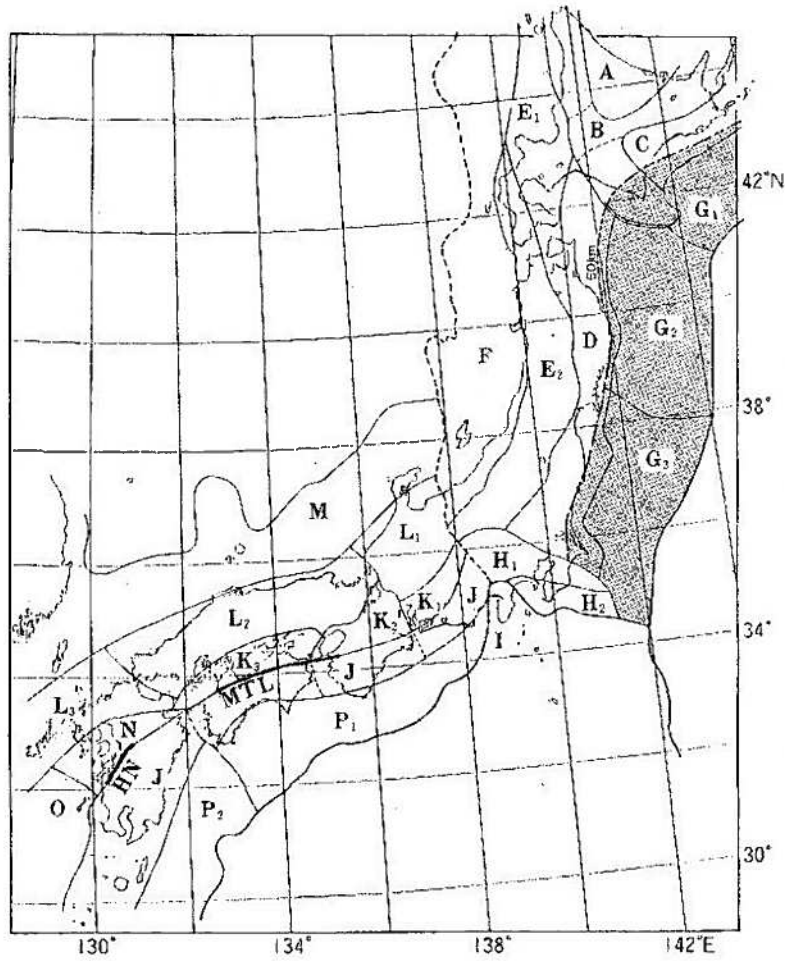 A
E₁
B
C
42°N
G₁
50km
G₂
D
F
E₂
38°
G₃
M
L₁
H₁
H₂
J
K₁
K₂
L₂
34°
I
K₃
J
MTL
L₃
P₁
N
HN
J
O
P₂
30°
130°
134°
138°
142°E